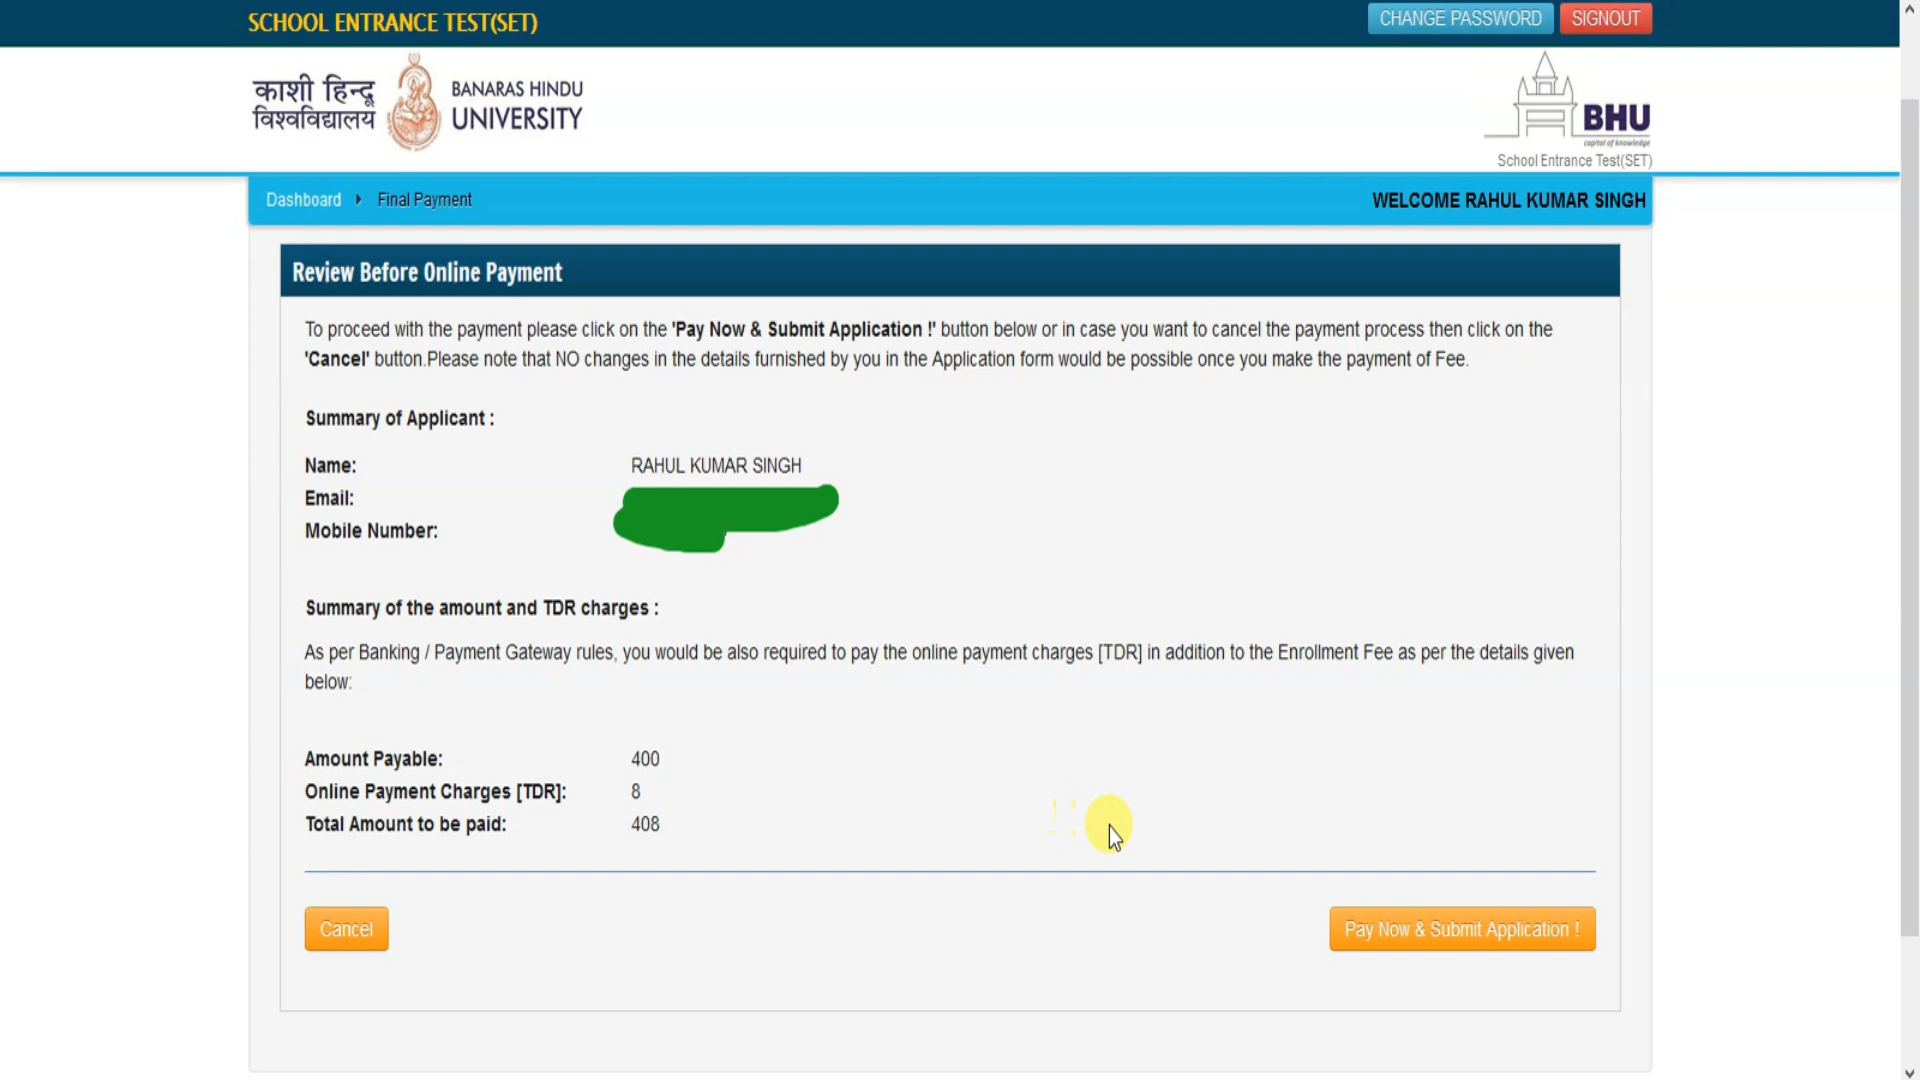 SCHOOL ENTRANCE TEST(SET)
CHANGE PASSWORD
SIGNOUT
काशी हिन्दू
विश्वविद्यालय
BANARAS HINDU
UNIVERSITY
BHU
capital of knowledge
School Entrance Test(SET)
Dashboard
Final Payment
WELCOME RAHUL KUMAR SINGH
Review Before Online Payment
To proceed with the payment please click on the 'Pay Now & Submit Application !' button below or in case you want to cancel the payment process then click on the
'Cancel' button.Please note that NO changes in the details furnished by you in the Application form would be possible once you make the payment of Fee.
Summary of Applicant :
Name: RAHUL KUMAR SINGH
Email:
Mobile Number:
Summary of the amount and TDR charges :
As per Banking / Payment Gateway rules, you would be also required to pay the online payment charges [TDR] in addition to the Enrollment Fee as per the details given
below:
Amount Payable: 400
Online Payment Charges [TDR]: 8
Total Amount to be paid: 408
Cancel
Pay Now & Submit Application !